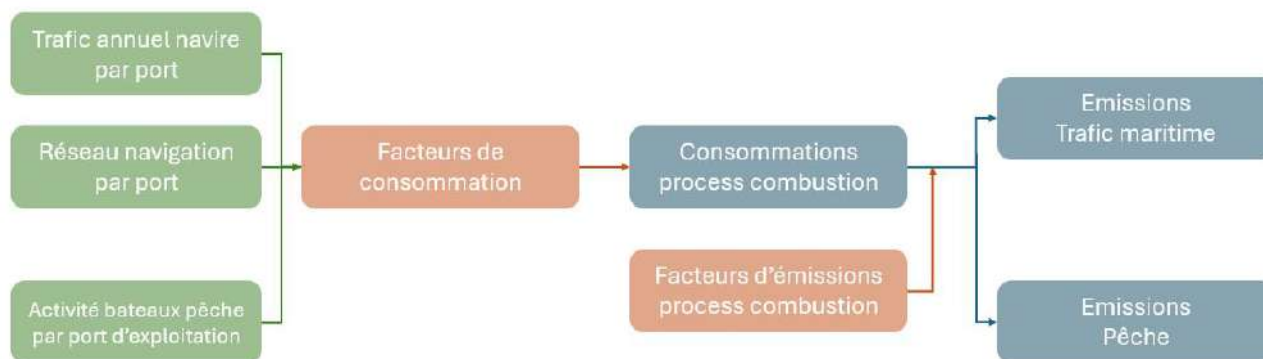 Trafic annuel navire
par port
Réseau navigation
par port
Activité bateaux pêche
par port d'exploitation
Facteurs de
consommation
Consommations
process combustion
Facteurs d'émissions
process combustion
Emissions
Trafic maritime
Emissions
Pêche